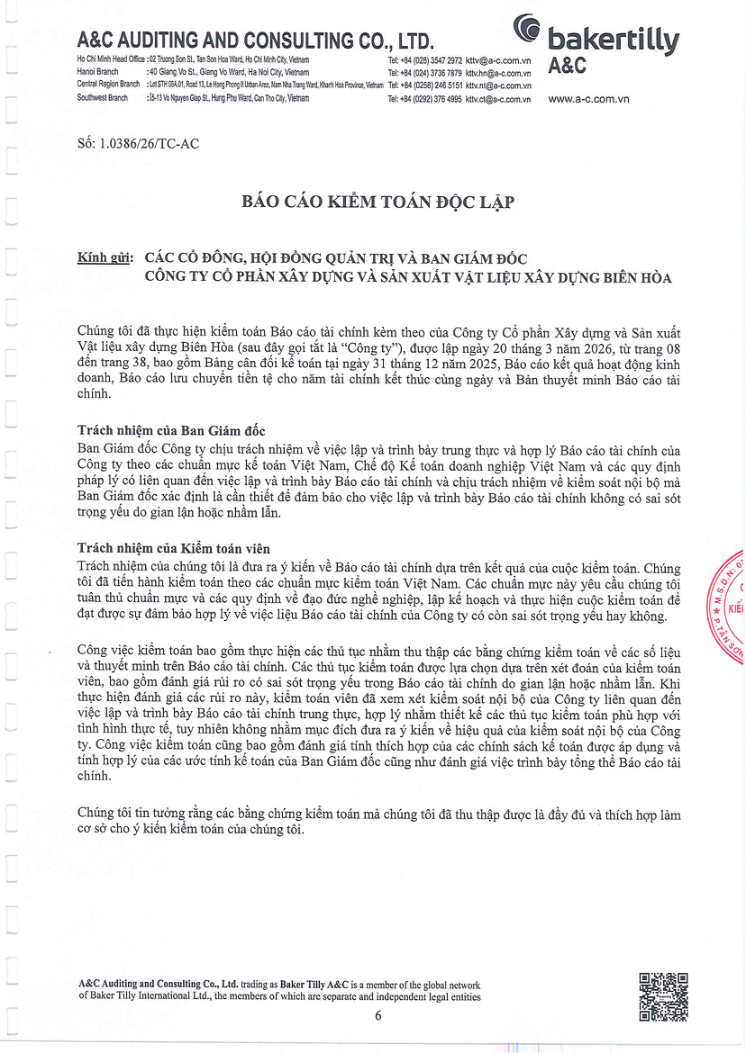 A&C AUDITING AND CONSULTING CO., LTD.
bakertilly
A&C
Ho Chi Minh Head Office : 02 Truong Son St., Tan Son Hoa Ward, Ho Chi Minh City, Vietnam Tel: +84 (028) 3547 2972 kttv@a-c.com.vn
Hanoi Branch : 40 Giang Vo St., Giang Vo Ward, Ha Noi City, Vietnam Tel: +84 (024) 3736 7879 kttv.hn@a-c.com.vn
Central Region Branch : Lot STH 08A.01, Road 13, Le Hong Phong II Urban Area, Nam Nha Trang Ward, Khanh Hoa Province, Vietnam Tel: +84 (0258) 246 5151 kttv.nt@a-c.com.vn
Southwest Branch : I5-13 Vo Nguyen Giap St., Hung Phu Ward, Can Tho City, Vietnam Tel: +84 (0292) 376 4995 kttv.ct@a-c.com.vn
www.a-c.com.vn
Số: 1.0386/26/TC-AC
BÁO CÁO KIỂM TOÁN ĐỘC LẬP
Kính gửi: CÁC CỔ ĐÔNG, HỘI ĐỒNG QUẢN TRỊ VÀ BAN GIÁM ĐỐC
CÔNG TY CỔ PHẦN XÂY DỰNG VÀ SẢN XUẤT VẬT LIỆU XÂY DỰNG BIÊN HÒA
Chúng tôi đã thực hiện kiểm toán Báo cáo tài chính kèm theo của Công ty Cổ phần Xây dựng và Sản xuất
Vật liệu xây dựng Biên Hòa (sau đây gọi tắt là “Công ty”), được lập ngày 20 tháng 3 năm 2026, từ trang 08
đến trang 38, bao gồm Bảng cân đối kế toán tại ngày 31 tháng 12 năm 2025, Báo cáo kết quả hoạt động kinh
doanh, Báo cáo lưu chuyển tiền tệ cho năm tài chính kết thúc cùng ngày và Bản thuyết minh Báo cáo tài
chính.
Trách nhiệm của Ban Giám đốc
Ban Giám đốc Công ty chịu trách nhiệm về việc lập và trình bày trung thực và hợp lý Báo cáo tài chính của
Công ty theo các chuẩn mực kế toán Việt Nam, Chế độ Kế toán doanh nghiệp Việt Nam và các quy định
pháp lý có liên quan đến việc lập và trình bày Báo cáo tài chính và chịu trách nhiệm về kiểm soát nội bộ mà
Ban Giám đốc xác định là cần thiết để đảm bảo cho việc lập và trình bày Báo cáo tài chính không có sai sót
trọng yếu do gian lận hoặc nhầm lẫn.
Trách nhiệm của Kiểm toán viên
Trách nhiệm của chúng tôi là đưa ra ý kiến về Báo cáo tài chính dựa trên kết quả của cuộc kiểm toán. Chúng
tôi đã tiến hành kiểm toán theo các chuẩn mực kiểm toán Việt Nam. Các chuẩn mực này yêu cầu chúng tôi
tuân thủ chuẩn mực và các quy định về đạo đức nghề nghiệp, lập kế hoạch và thực hiện cuộc kiểm toán để
đạt được sự đảm bảo hợp lý về việc liệu Báo cáo tài chính của Công ty có còn sai sót trọng yếu hay không.
Công việc kiểm toán bao gồm thực hiện các thủ tục nhằm thu thập các bằng chứng kiểm toán về các số liệu
và thuyết minh trên Báo cáo tài chính. Các thủ tục kiểm toán được lựa chọn dựa trên xét đoán của kiểm toán
viên, bao gồm đánh giá rủi ro có sai sót trọng yếu trong Báo cáo tài chính do gian lận hoặc nhầm lẫn. Khi
thực hiện đánh giá các rủi ro này, kiểm toán viên đã xem xét kiểm soát nội bộ của Công ty liên quan đến
việc lập và trình bày Báo cáo tài chính trung thực, hợp lý nhằm thiết kế các thủ tục kiểm toán phù hợp với
tình hình thực tế, tuy nhiên không nhằm mục đích đưa ra ý kiến về hiệu quả của kiểm soát nội bộ của Công
ty. Công việc kiểm toán cũng bao gồm đánh giá tính thích hợp của các chính sách kế toán được áp dụng và
tính hợp lý của các ước tính kế toán của Ban Giám đốc cũng như đánh giá việc trình bày tổng thể Báo cáo tài
chính.
Chúng tôi tin tưởng rằng các bằng chứng kiểm toán mà chúng tôi đã thu thập được là đầy đủ và thích hợp làm
cơ sở cho ý kiến kiểm toán của chúng tôi.
A&C Auditing and Consulting Co., Ltd. trading as Baker Tilly A&C is a member of the global network
of Baker Tilly International Ltd., the members of which are separate and independent legal entities
6